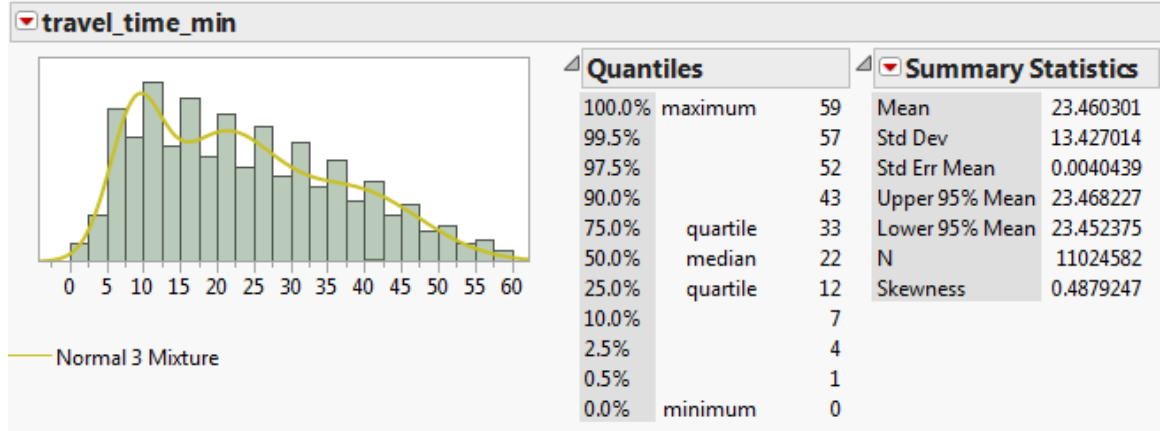 travel_time_min
0 5 10 15 20 25 30 35 40 45 50 55 60
Normal 3 Mixture
Quantiles
100.0% maximum 59
99.5% 57
97.5% 52
90.0% 43
75.0% quartile 33
50.0% median 22
25.0% quartile 12
10.0% 7
2.5% 4
0.5% 1
0.0% minimum 0
Summary Statistics
Mean 23.460301
Std Dev 13.427014
Std Err Mean 0.0040439
Upper 95% Mean 23.468227
Lower 95% Mean 23.452375
N 11024582
Skewness 0.4879247